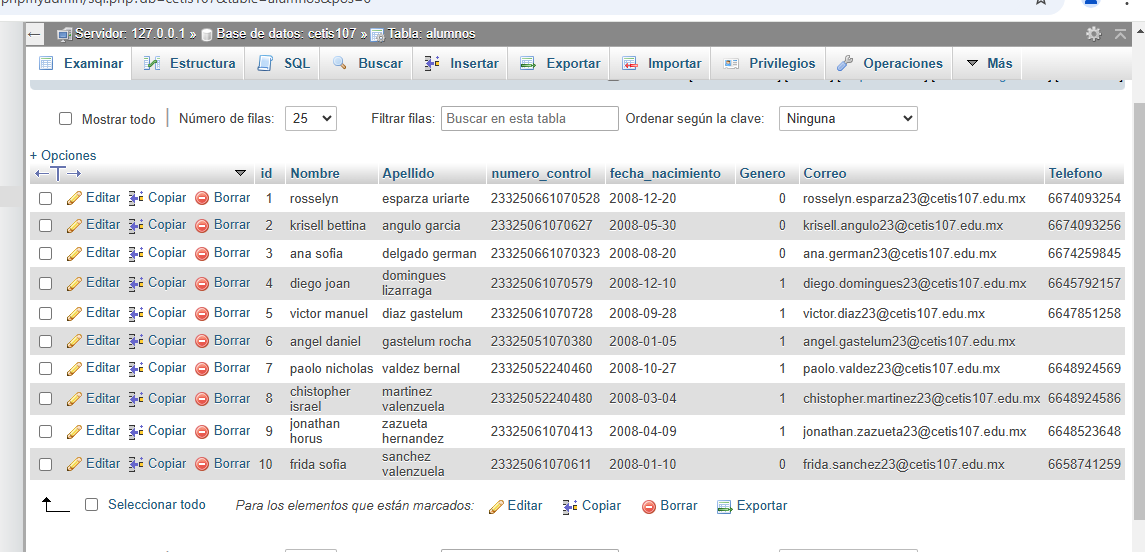 Servidor: 127.0.0.1 » Base de datos: cetis107 » Tabla: alumnos
Examinar Estructura SQL Buscar Insertar Exportar Importar Privilegios Operaciones Más
Mostrar todo Número de filas: 25 Filtrar filas: Buscar en esta tabla Ordenar según la clave: Ninguna
+ Opciones
id Nombre Apellido numero_control fecha_nacimiento Genero Correo Telefono
Editar Copiar Borrar 1 rosselyn esparza uriarte 233250661070528 2008-12-20 0 rosselyn.esparza23@cetis107.edu.mx 6674093254
Editar Copiar Borrar 2 krisell bettina angulo garcia 23325061070627 2008-05-30 0 krisell.angulo23@cetis107.edu.mx 6674093256
Editar Copiar Borrar 3 ana sofia delgado german 233250661070323 2008-08-20 0 ana.german23@cetis107.edu.mx 6674259845
Editar Copiar Borrar 4 diego joan domingues lizarraga 23325061070579 2008-12-10 1 diego.domingues23@cetis107.edu.mx 6645792157
Editar Copiar Borrar 5 victor manuel diaz gastelum 23325061070728 2008-09-28 1 victor.diaz23@cetis107.edu.mx 6647851258
Editar Copiar Borrar 6 angel daniel gastelum rocha 23325051070380 2008-01-05 1 angel.gastelum23@cetis107.edu.mx
Editar Copiar Borrar 7 paolo nicholas valdez bernal 23325052240460 2008-10-27 1 paolo.valdez23@cetis107.edu.mx 6648924569
Editar Copiar Borrar 8 chistopher israel martinez valenzuela 23325052240480 2008-03-04 1 chistopher.martinez23@cetis107.edu.mx 6648924586
Editar Copiar Borrar 9 jonathan horus zazueta hernandez 23325061070413 2008-04-09 1 jonathan.zazueta23@cetis107.edu.mx 6648523648
Editar Copiar Borrar 10 frida sofia sanchez valenzuela 23325061070611 2008-01-10 0 frida.sanchez23@cetis107.edu.mx 6658741259
Seleccionar todo Para los elementos que están marcados: Editar Copiar Borrar Exportar